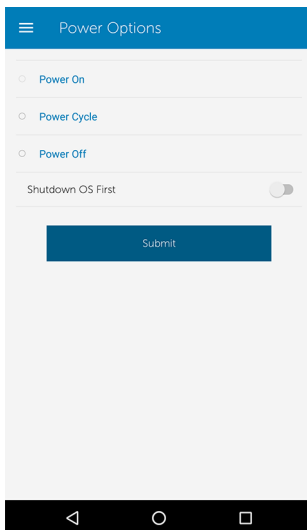 Power Options
Power On
Power Cycle
Power Off
Shutdown OS First
Submit